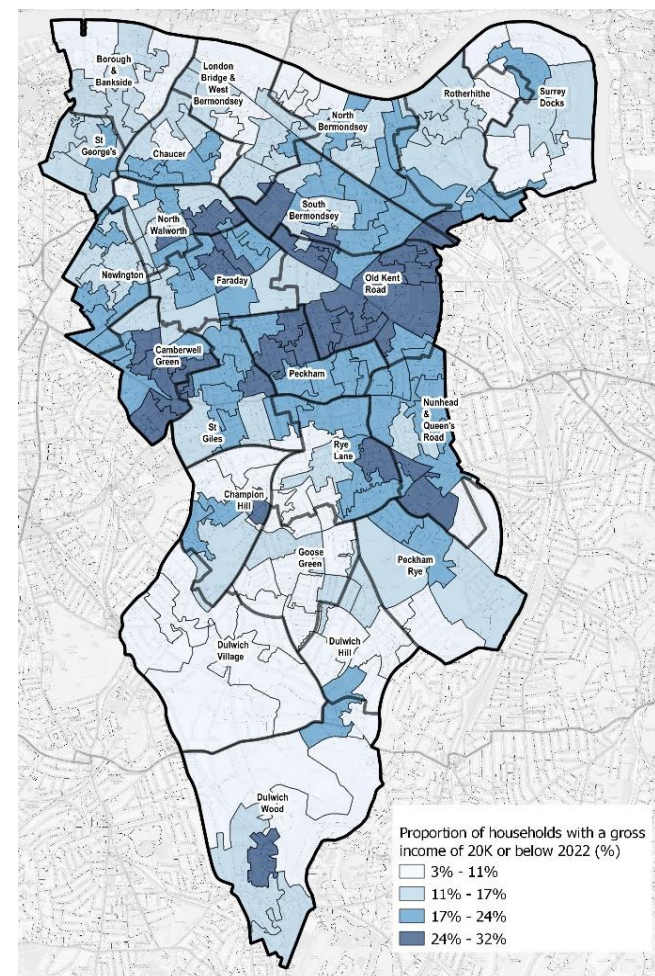 Borough
&
Bankside
London
Bridge &
West
Bermondsey
Rotherhithe
Surrey
Docks
North
Bermondsey
St
George's
Chaucer
South
Bermondsey
North
Walworth
Newington
Faraday
Old Kent
Road
Camberwell
Green
Peckham
Nunhead
&
Queen's
Road
St
Giles
Rye
Lane
Champion
Hill
Goose
Green
Peckham
Rye
Dulwich
Village
Dulwich
Hill
Dulwich
Wood
Proportion of households with a gross
income of 20K or below 2022 (%)
3% - 11%
11% - 17%
17% - 24%
24% - 32%